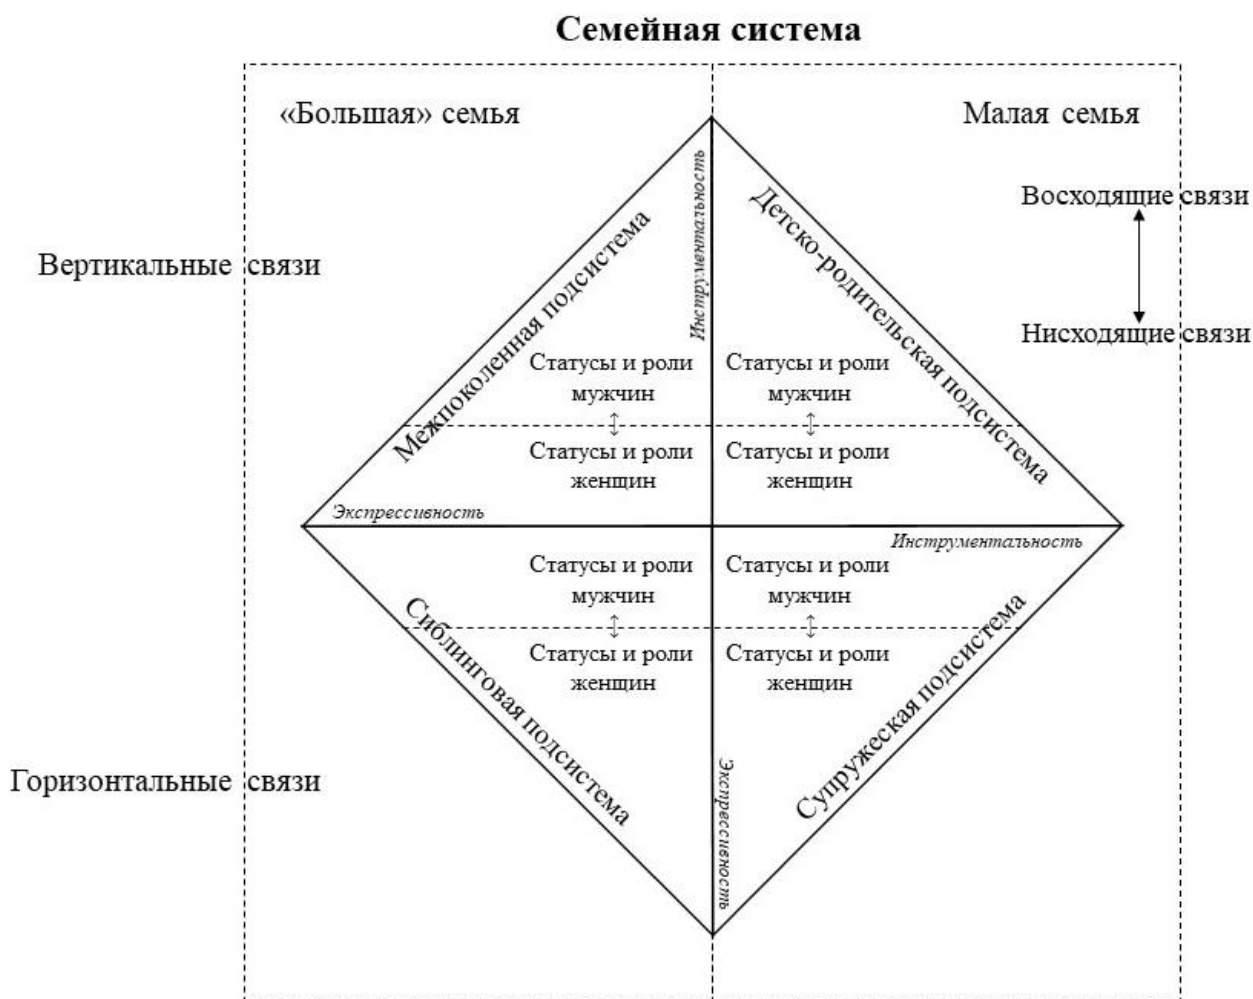 Семейная система
«Большая» семья
Малая семья
Восходящие связи
Нисходящие связи
Вертикальные связи
Горизонтальные связи
Межпоколенная подсистема
Инструментальность
Детско-родительская подсистема
Статусы и роли
мужчин
Статусы и роли
женщин
Статусы и роли
мужчин
Статусы и роли
женщин
Экспрессивность
Инструментальность
Статусы и роли
мужчин
Статусы и роли
женщин
Статусы и роли
мужчин
Статусы и роли
женщин
Сиблинговая подсистема
Экспрессивность
Супружеская подсистема